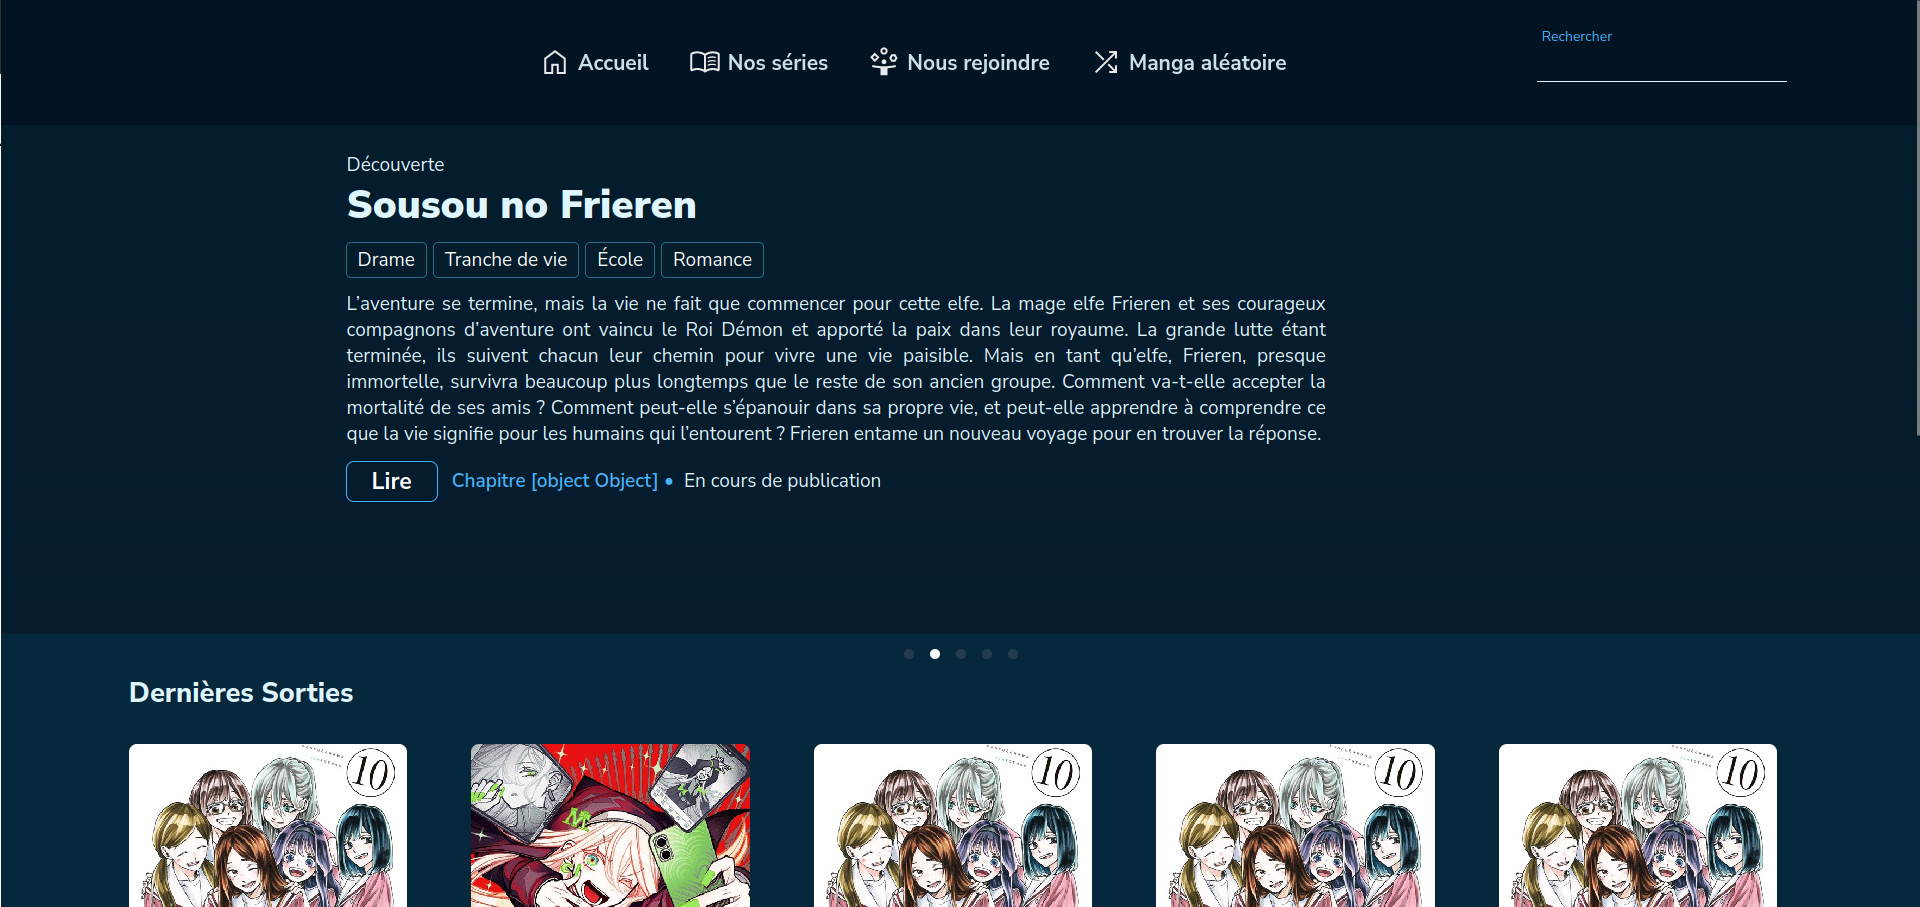 Accueil
Nos séries
Nous rejoindre
Manga aléatoire
Rechercher
Découverte
Sousou no Frieren
Drame
Tranche de vie
École
Romance
L’aventure se termine, mais la vie ne fait que commencer pour cette elfe. La mage elfe Frieren et ses courageux
compagnons d’aventure ont vaincu le Roi Démon et apporté la paix dans leur royaume. La grande lutte étant
terminée, ils suivent chacun leur chemin pour vivre une vie paisible. Mais en tant qu’elfe, Frieren, presque
immortelle, survivra beaucoup plus longtemps que le reste de son ancien groupe. Comment va-t-elle accepter la
mortalité de ses amis ? Comment peut-elle s’épanouir dans sa propre vie, et peut-elle apprendre à comprendre ce
que la vie signifie pour les humains qui l’entourent ? Frieren entame un nouveau voyage pour en trouver la réponse.
Lire
Chapitre [object Object] • En cours de publication
Dernières Sorties
10
10
10
10